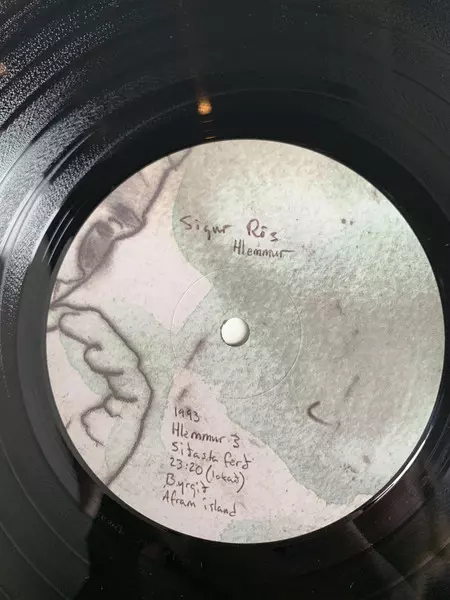 Sigur Rós
Hlemmur
1993
Hlemmur 3
Síðasta ferð
23:20 (lokað)
Byrgið
Áfram ísland